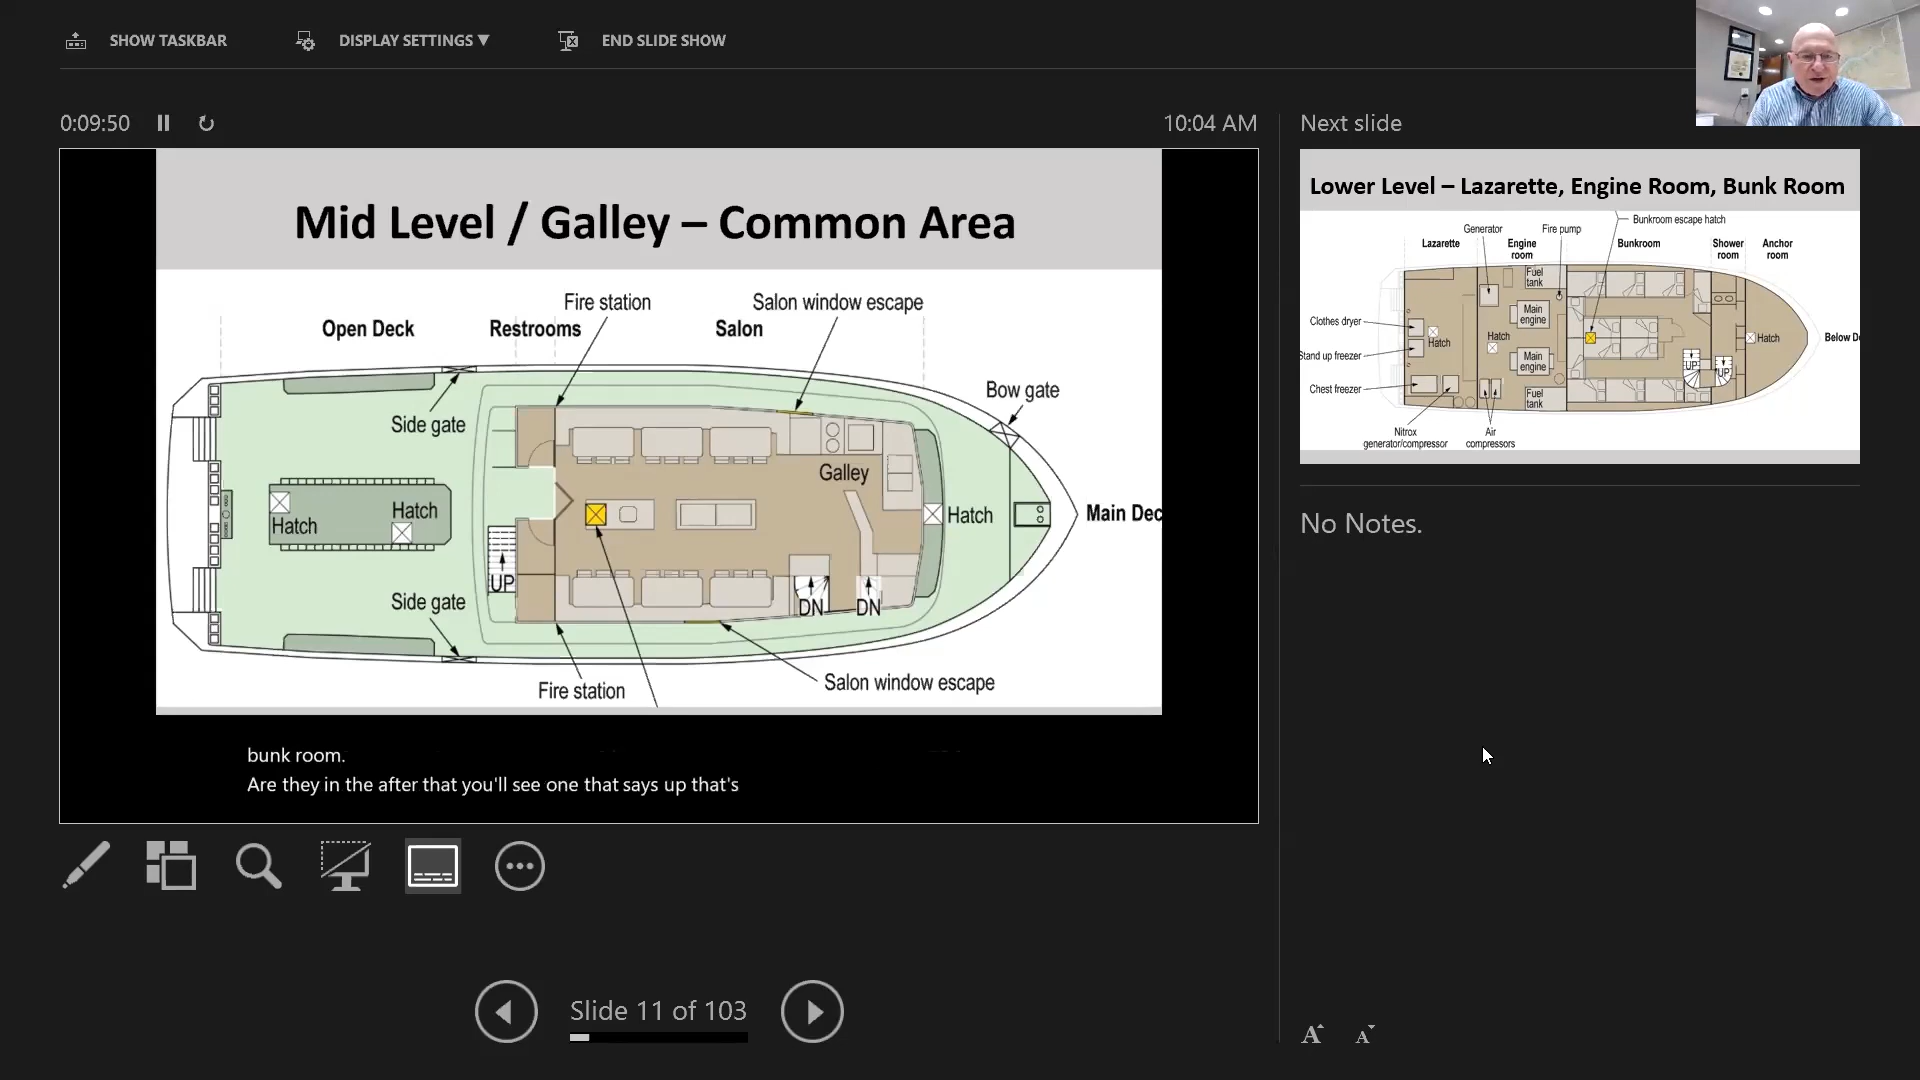 SHOW TASKBAR
DISPLAY SETTINGS ▼
END SLIDE SHOW
0:09:50
10:04 AM
Next slide
Mid Level / Galley – Common Area
Fire station
Salon window escape
Open Deck
Restrooms
Salon
Bow gate
Side gate
Galley
Hatch
Hatch
Hatch
Main Dec
UP
DN
DN
Side gate
Fire station
Salon window escape
bunk room.
Are they in the after that you'll see one that says up that's
Slide 11 of 103
Lower Level – Lazarette, Engine Room, Bunk Room
Bunkroom escape hatch
Generator
Fire pump
Lazarette
Engine
room
Bunkroom
Shower
room
Anchor
room
Fuel
tank
Main
engine
Clothes dryer
Hatch
Hatch
Hatch
Below D
Stand up freezer
Main
engine
UP
UP
Chest freezer
Fuel
tank
Nitrox
generator/compressor
Air
compressors
No Notes.
A
A